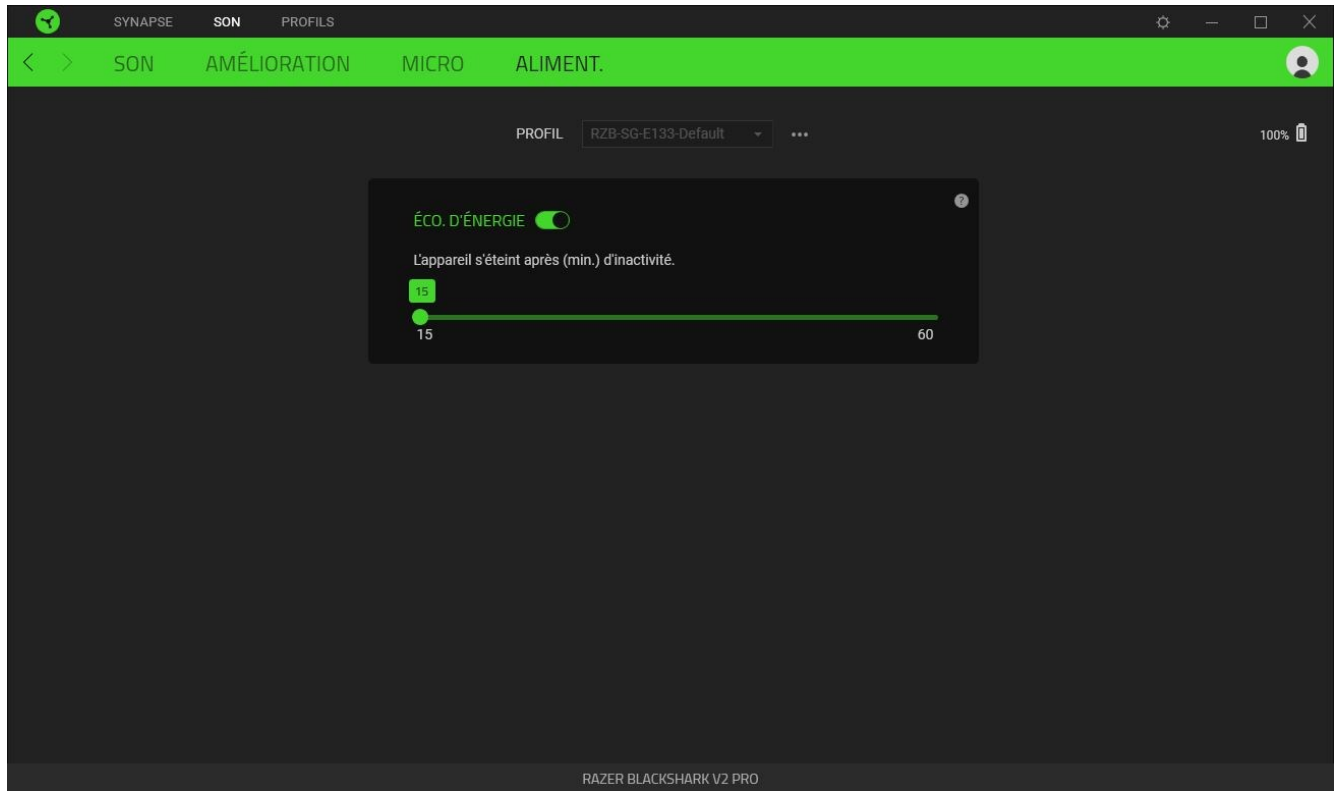 SYNAPSE SON PROFILS
SON AMÉLIORATION MICRO ALIMENT.
PROFIL RZB-SG-E133-Default ••• 100%
ÉCO. D'ÉNERGIE ?
L'appareil s'éteint après (min.) d'inactivité.
15
15 60
RAZER BLACKSHARK V2 PRO